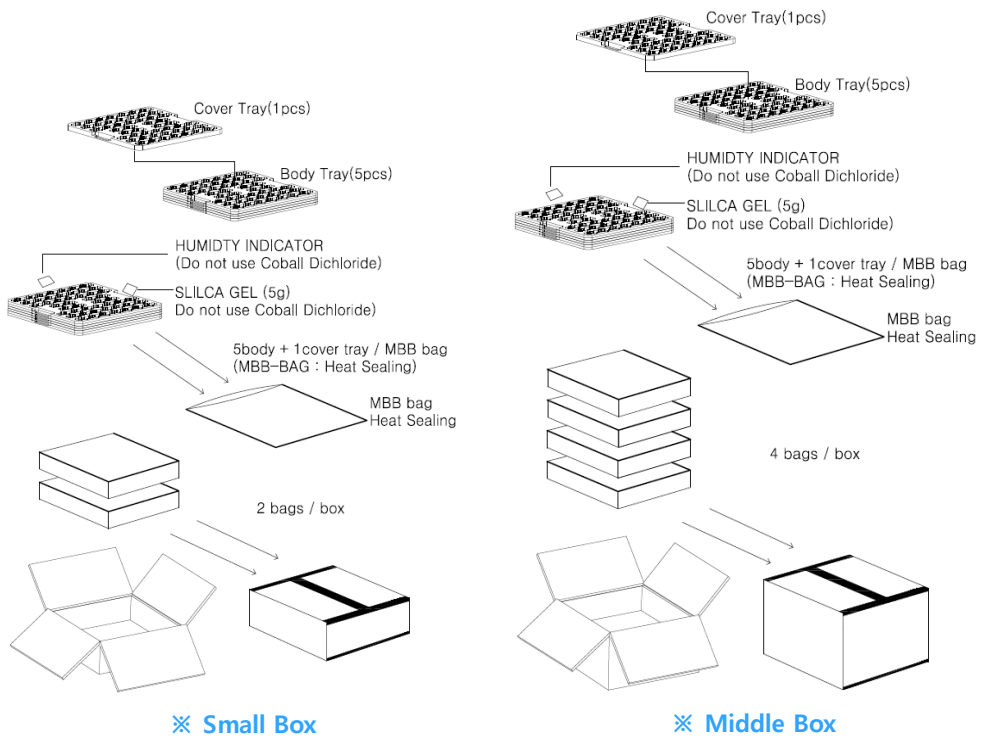 Cover Tray(1pcs)
Body Tray(5pcs)
HUMIDTY INDICATOR
(Do not use Coball Dichloride)
SLILCA GEL (5g)
Do not use Coball Dichloride)
5body + 1cover tray / MBB bag
(MBB-BAG : Heat Sealing)
MBB bag
Heat Sealing
2 bags / box
※ Small Box
Cover Tray(1pcs)
Body Tray(5pcs)
HUMIDTY INDICATOR
(Do not use Coball Dichloride)
SLILCA GEL (5g)
Do not use Coball Dichloride)
5body + 1cover tray / MBB bag
(MBB-BAG : Heat Sealing)
MBB bag
Heat Sealing
4 bags / box
※ Middle Box